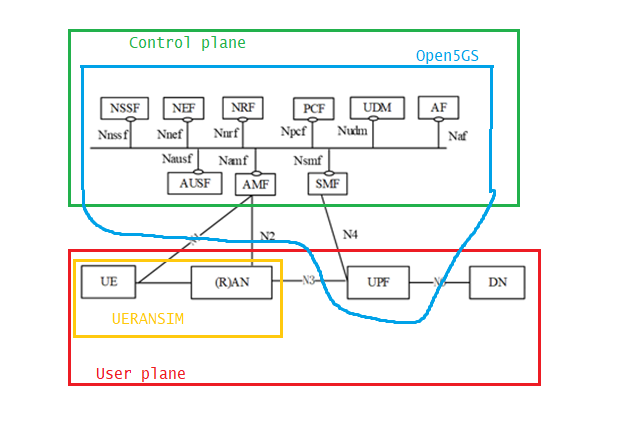 Control plane
Open5GS
NSSF NEF NRF PCF UDM AF
Nnssf Nnef Nnrf Npcf Nudm Naf
Nausf Namf Nsmf
AUSF AMF SMF
N2 N4
UE (R)AN N3 UPF DN
UERANSIM
User plane